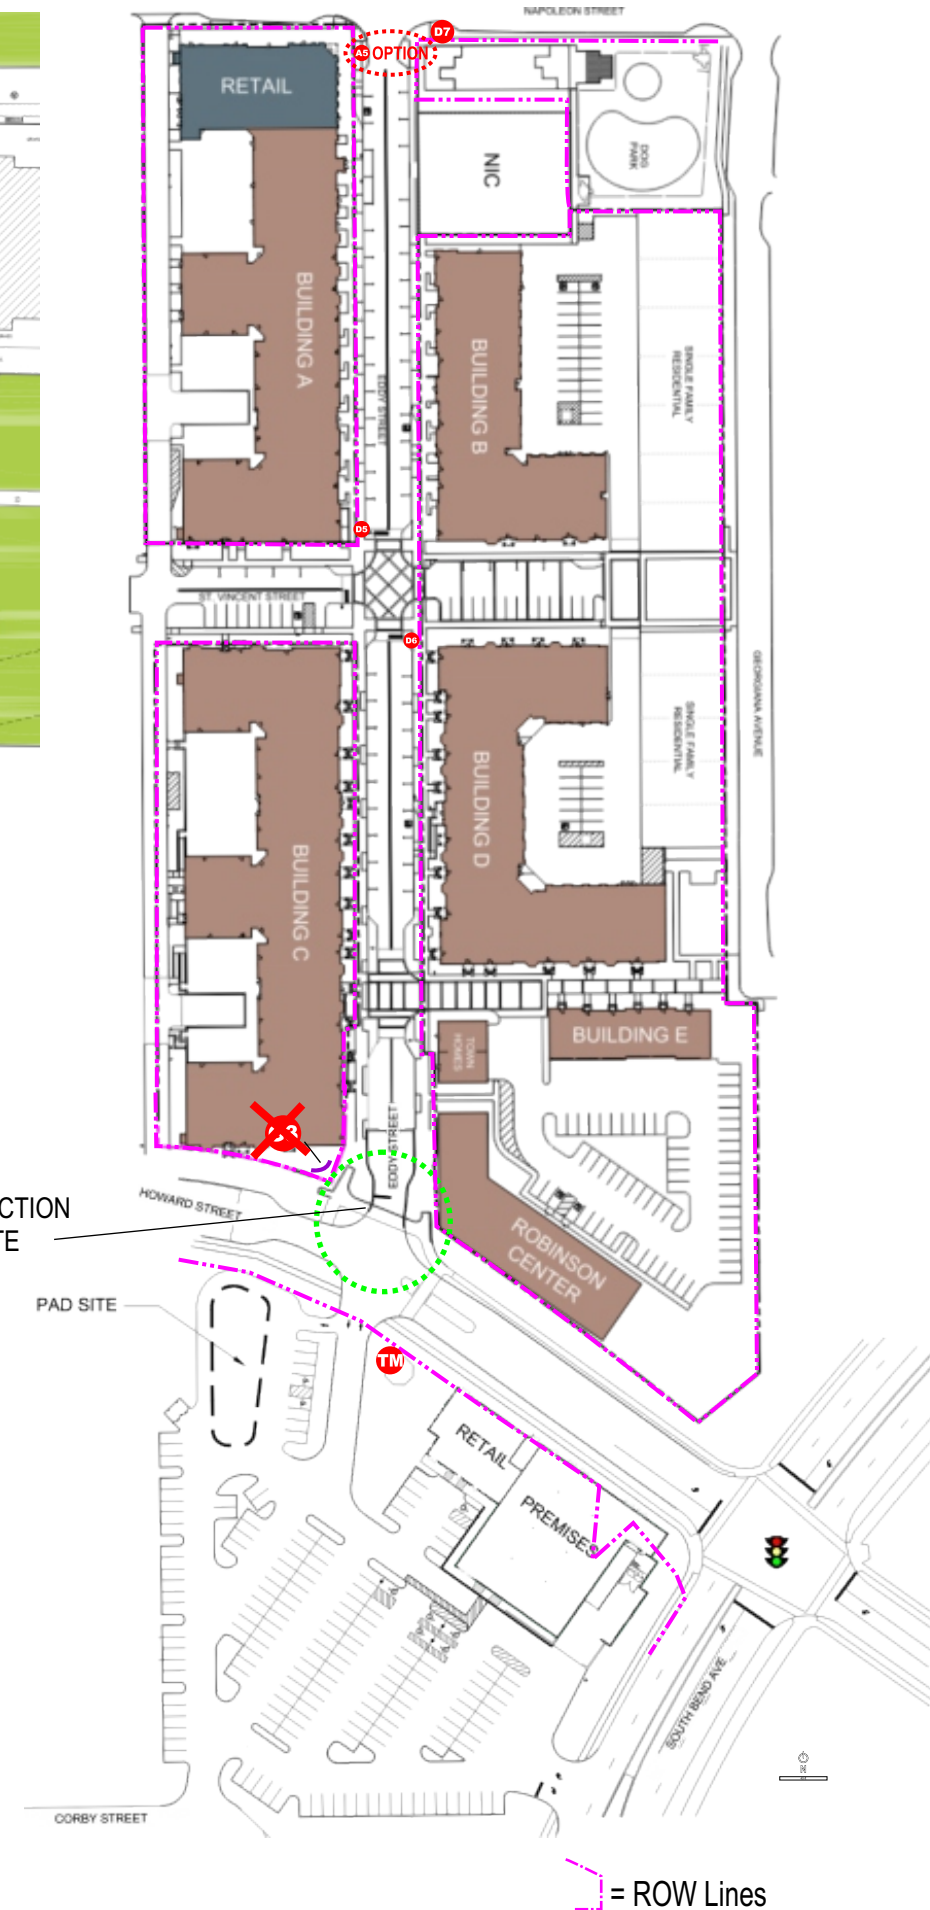 NAPOLEON STREET
D7
A5 OPTION
RETAIL
DOG
PARK
NIC
BUILDING A
EDDY STREET
BUILDING B
SINGLE FAMILY
RESIDENTIAL
D5
ST. VINCENT STREET
D6
GEORGIANA AVENUE
SINGLE FAMILY
RESIDENTIAL
BUILDING D
BUILDING C
TOWN
HOMES
BUILDING E
EDDY STREET
HOWARD STREET
CTION
TE
ROBINSON
CENTER
PAD SITE
TM
RETAIL
PREMISES
SOUTH BEND AVE
CORBY STREET
= ROW Lines